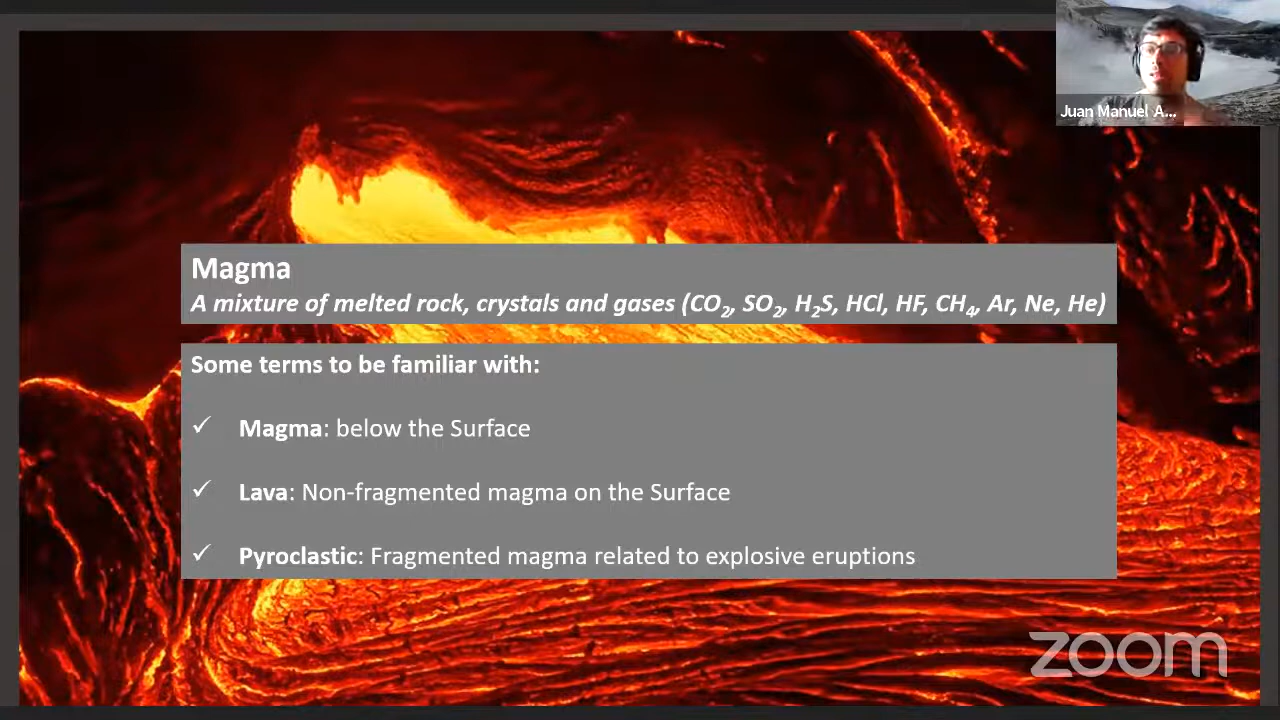 Juan Manuel A...
Magma
A mixture of melted rock, crystals and gases (CO₂, SO₂, H₂S, HCl, HF, CH₄, Ar, Ne, He)
Some terms to be familiar with:
✓ Magma: below the Surface
✓ Lava: Non-fragmented magma on the Surface
✓ Pyroclastic: Fragmented magma related to explosive eruptions
zoom